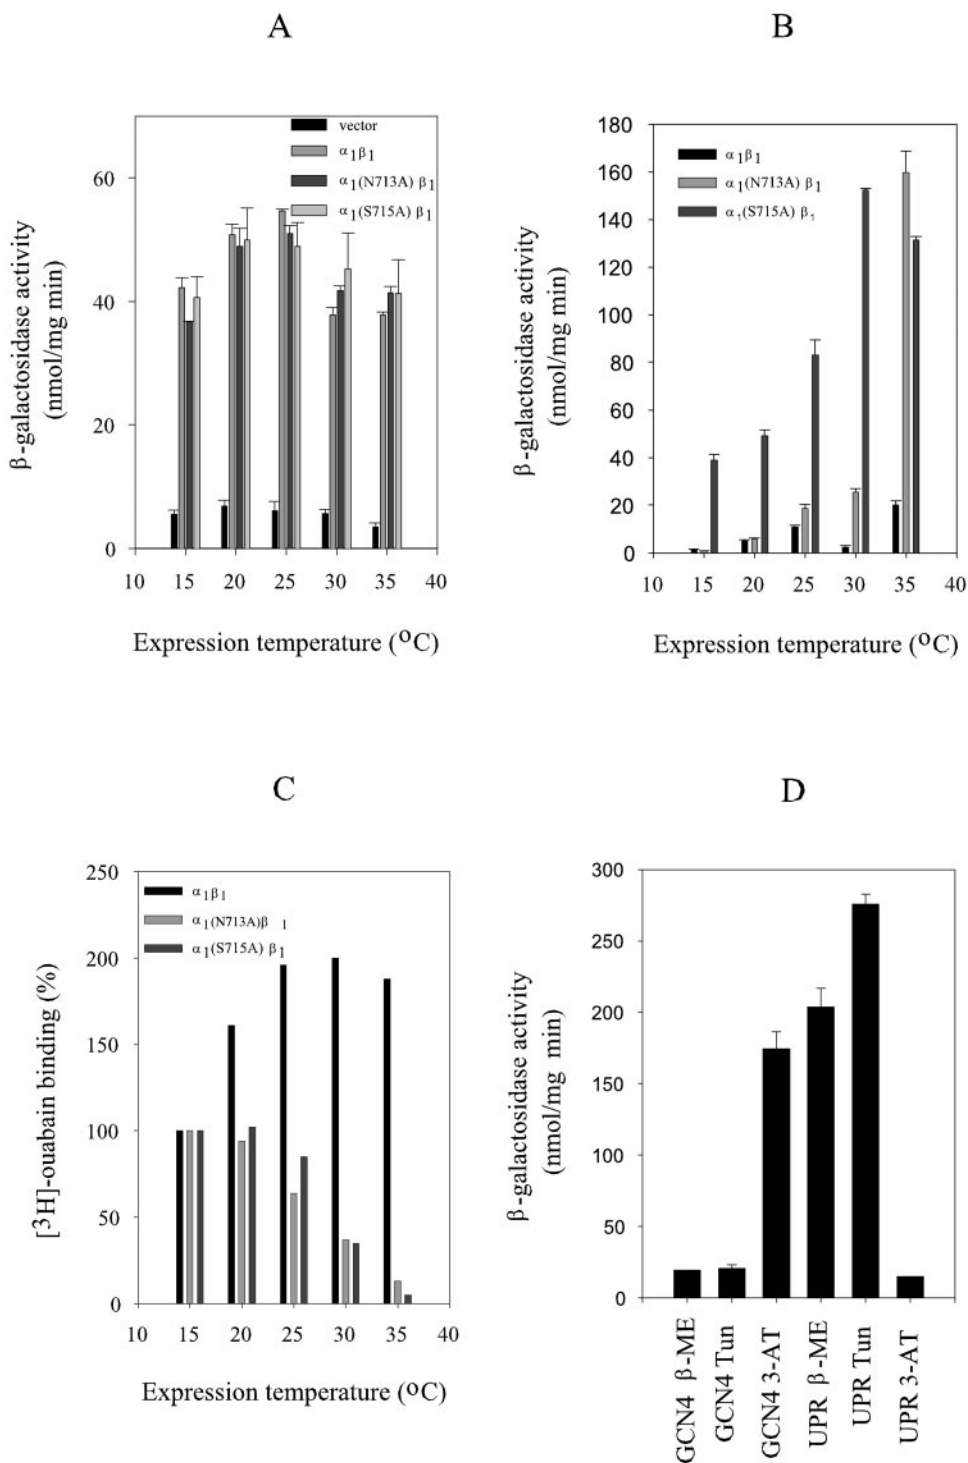 A
β-galactosidase activity
(nmol/mg min)
60
40
20
0
vector
α1β1
α1(N713A) β1
α1(S715A) β1
10 15 20 25 30 35 40
Expression temperature (°C)
B
β-galactosidase activity
(nmol/mg min)
180
160
140
120
100
80
60
40
20
0
α1β1
α1(N713A) β1
α1(S715A) β1
10 15 20 25 30 35 40
Expression temperature (°C)
C
[3H]-ouabain binding (%)
250
200
150
100
50
0
α1β1
α1(N713A)β 1
α1(S715A) β1
10 15 20 25 30 35 40
Expression temperature (°C)
D
β-galactosidase activity
(nmol/mg min)
300
250
200
150
100
50
0
GCN4 β-ME
GCN4 Tun
GCN4 3-AT
UPR β-ME
UPR Tun
UPR 3-AT